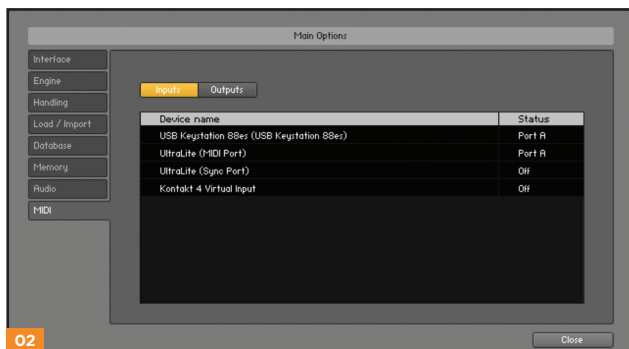 Main Options
Interface
Engine
Handling
Load / Import
Database
Memory
Audio
MIDI
Inputs Outputs
Device name Status
USB Keystation 88es (USB Keystation 88es) Port A
UltraLite (MIDI Port) Port A
UltraLite (Sync Port) Off
Kontakt 4 Virtual Input Off
Close
02